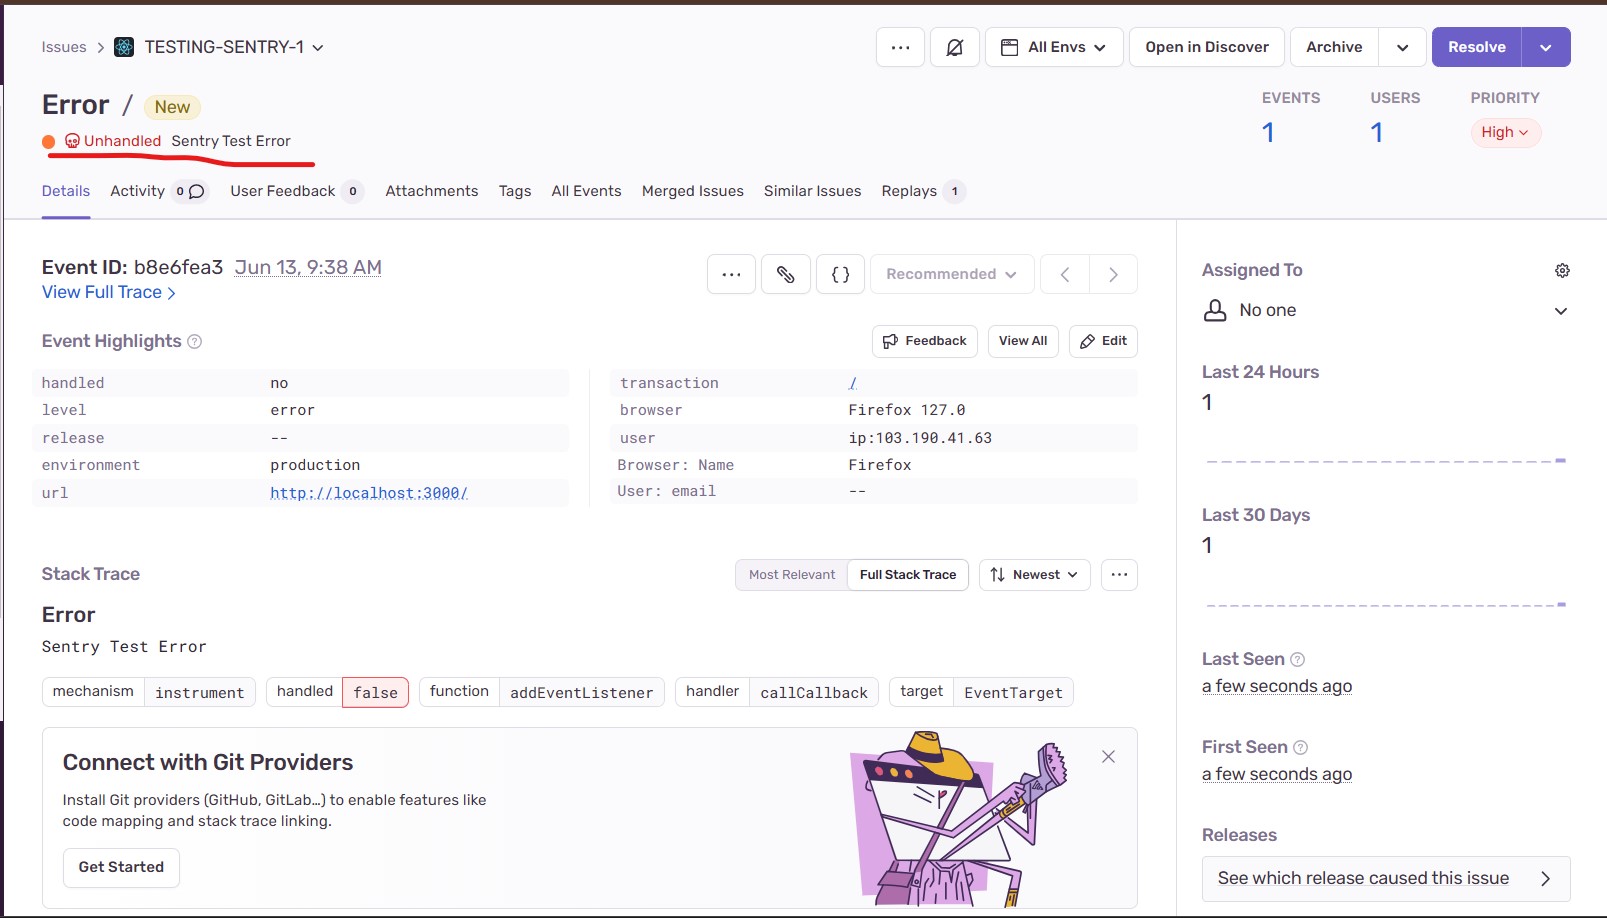 Issues > TESTING-SENTRY-1
All Envs
Open in Discover
Archive
Resolve
Error / New
EVENTS USERS PRIORITY
1 1 High
Unhandled Sentry Test Error
Details Activity 0 User Feedback 0 Attachments Tags All Events Merged Issues Similar Issues Replays 1
Event ID: b8e6fea3 Jun 13, 9:38 AM
View Full Trace >
{} Recommended < >
Event Highlights ?
Feedback View All Edit
handled no
level error
release --
environment production
url http://localhost:3000/
transaction /
browser Firefox 127.0
user ip:103.190.41.63
Browser: Name Firefox
User: email --
Stack Trace
Most Relevant Full Stack Trace Newest
Error
Sentry Test Error
mechanism instrument handled false function addEventListener handler callCallback target EventTarget
Connect with Git Providers
Install Git providers (GitHub, GitLab…) to enable features like
code mapping and stack trace linking.
Get Started
Assigned To
No one
Last 24 Hours
1
Last 30 Days
1
Last Seen ?
a few seconds ago
First Seen ?
a few seconds ago
Releases
See which release caused this issue >